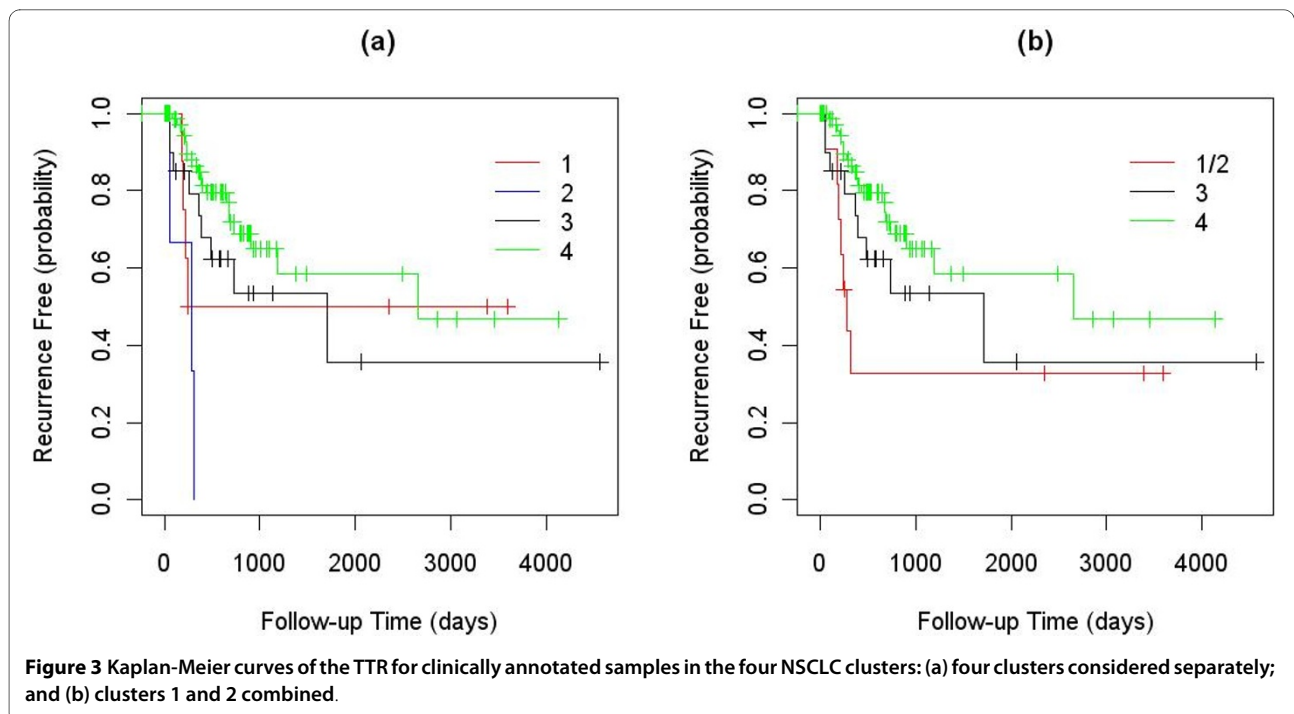 (a)
Recurrence Free (probability)
1.0
0.8
0.6
0.4
0.2
0.0
1
2
3
4
0 1000 2000 3000 4000
Follow-up Time (days)
(b)
Recurrence Free (probability)
1.0
0.8
0.6
0.4
0.2
0.0
1/2
3
4
0 1000 2000 3000 4000
Follow-up Time (days)
Figure 3 Kaplan-Meier curves of the TTR for clinically annotated samples in the four NSCLC clusters: (a) four clusters considered separately;
and (b) clusters 1 and 2 combined.